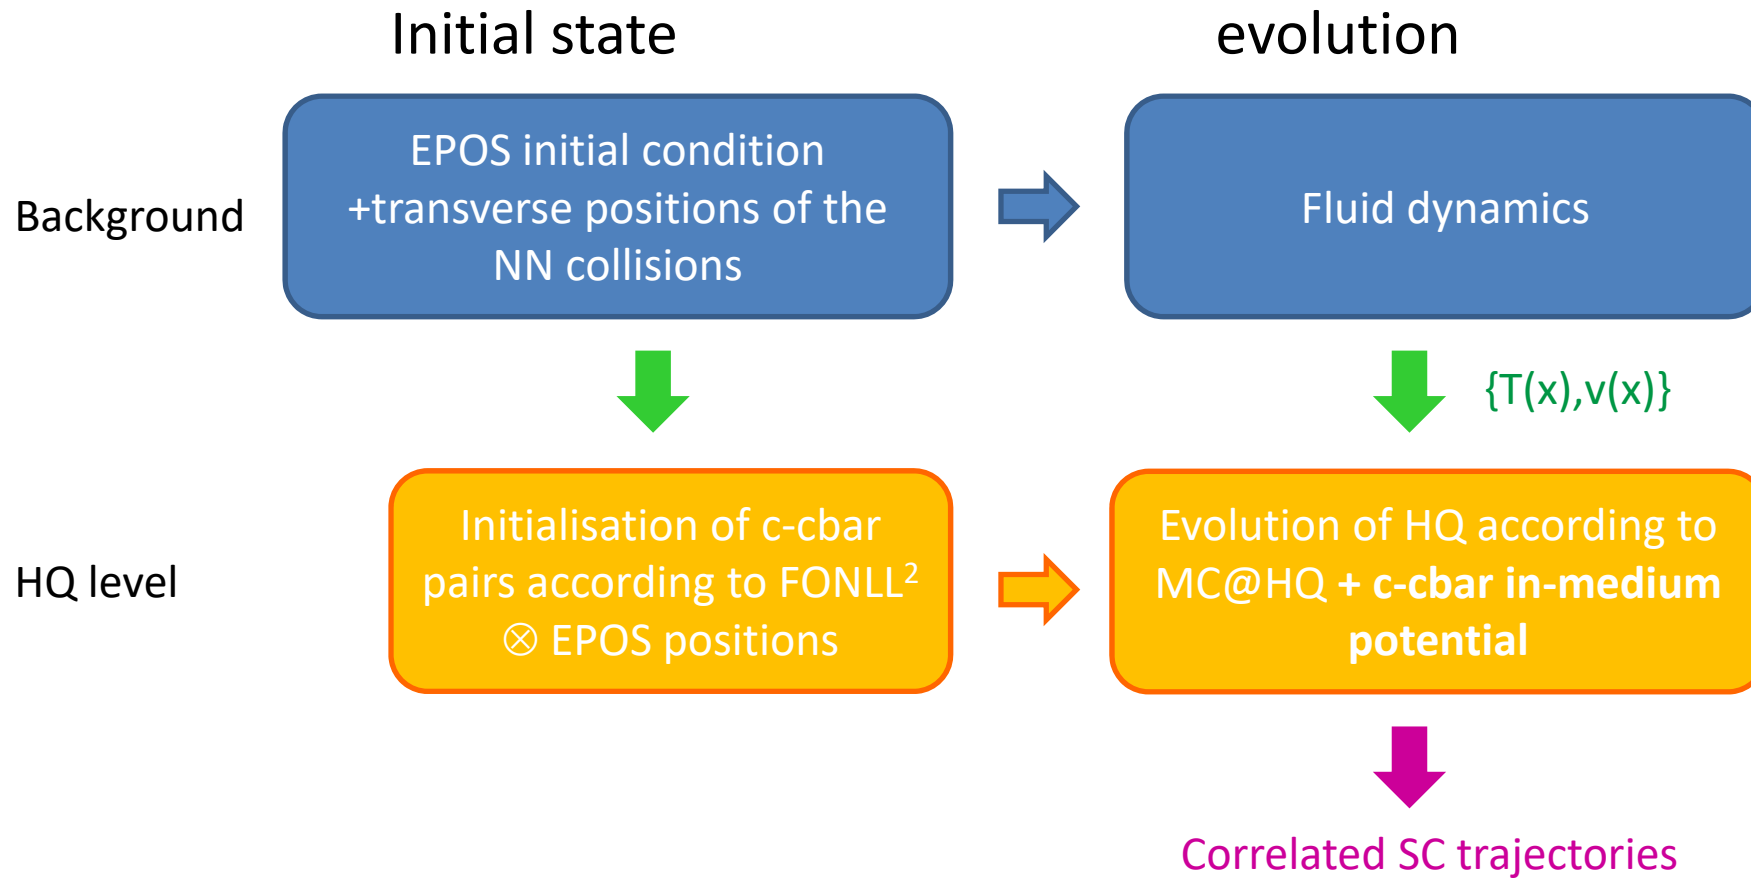 Initial state
evolution
Background
EPOS initial condition
+transverse positions of the
NN collisions
Fluid dynamics
{T(x),v(x)}
HQ level
Initialisation of c-cbar
pairs according to FONLL²
⊗ EPOS positions
Evolution of HQ according to
MC@HQ + c-cbar in-medium
potential
Correlated SC trajectories